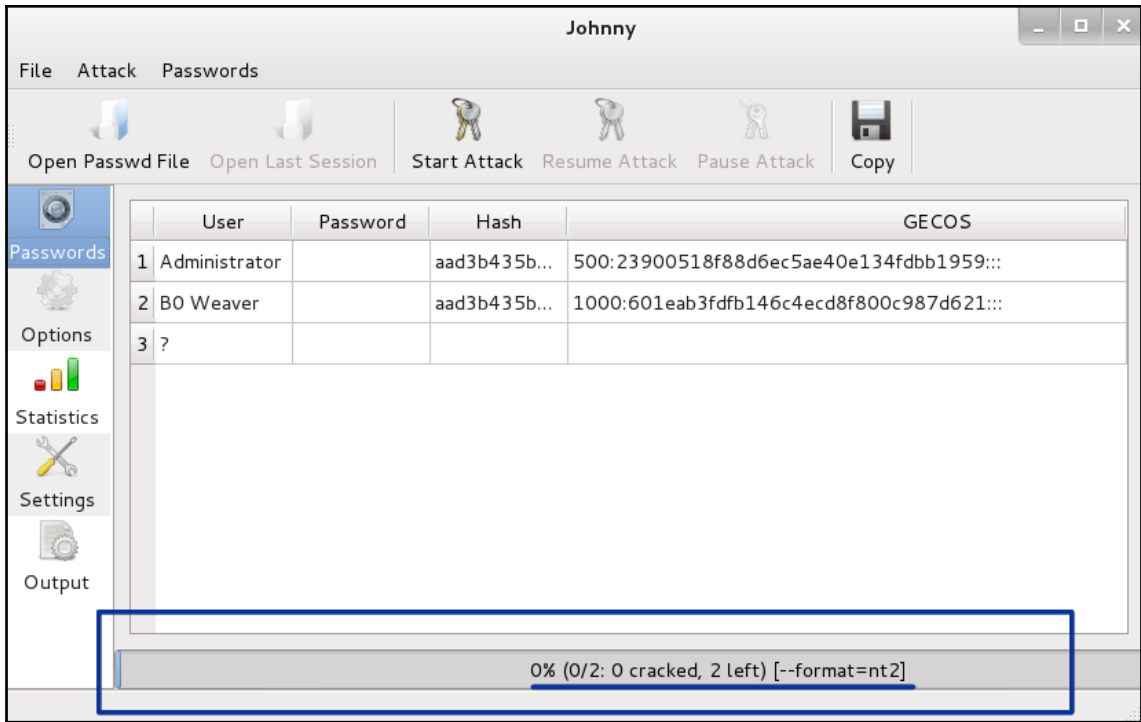 Johnny
File Attack Passwords
Open Passwd File Open Last Session Start Attack Resume Attack Pause Attack Copy
Passwords
Options
Statistics
Settings
Output
User Password Hash GECOS
1 Administrator aad3b435b... 500:23900518f88d6ec5ae40e134fdbb1959:::
2 B0 Weaver aad3b435b... 1000:601eab3fdfb146c4ecd8f800c987d621:::
3 ?
0% (0/2: 0 cracked, 2 left) [--format=nt2]